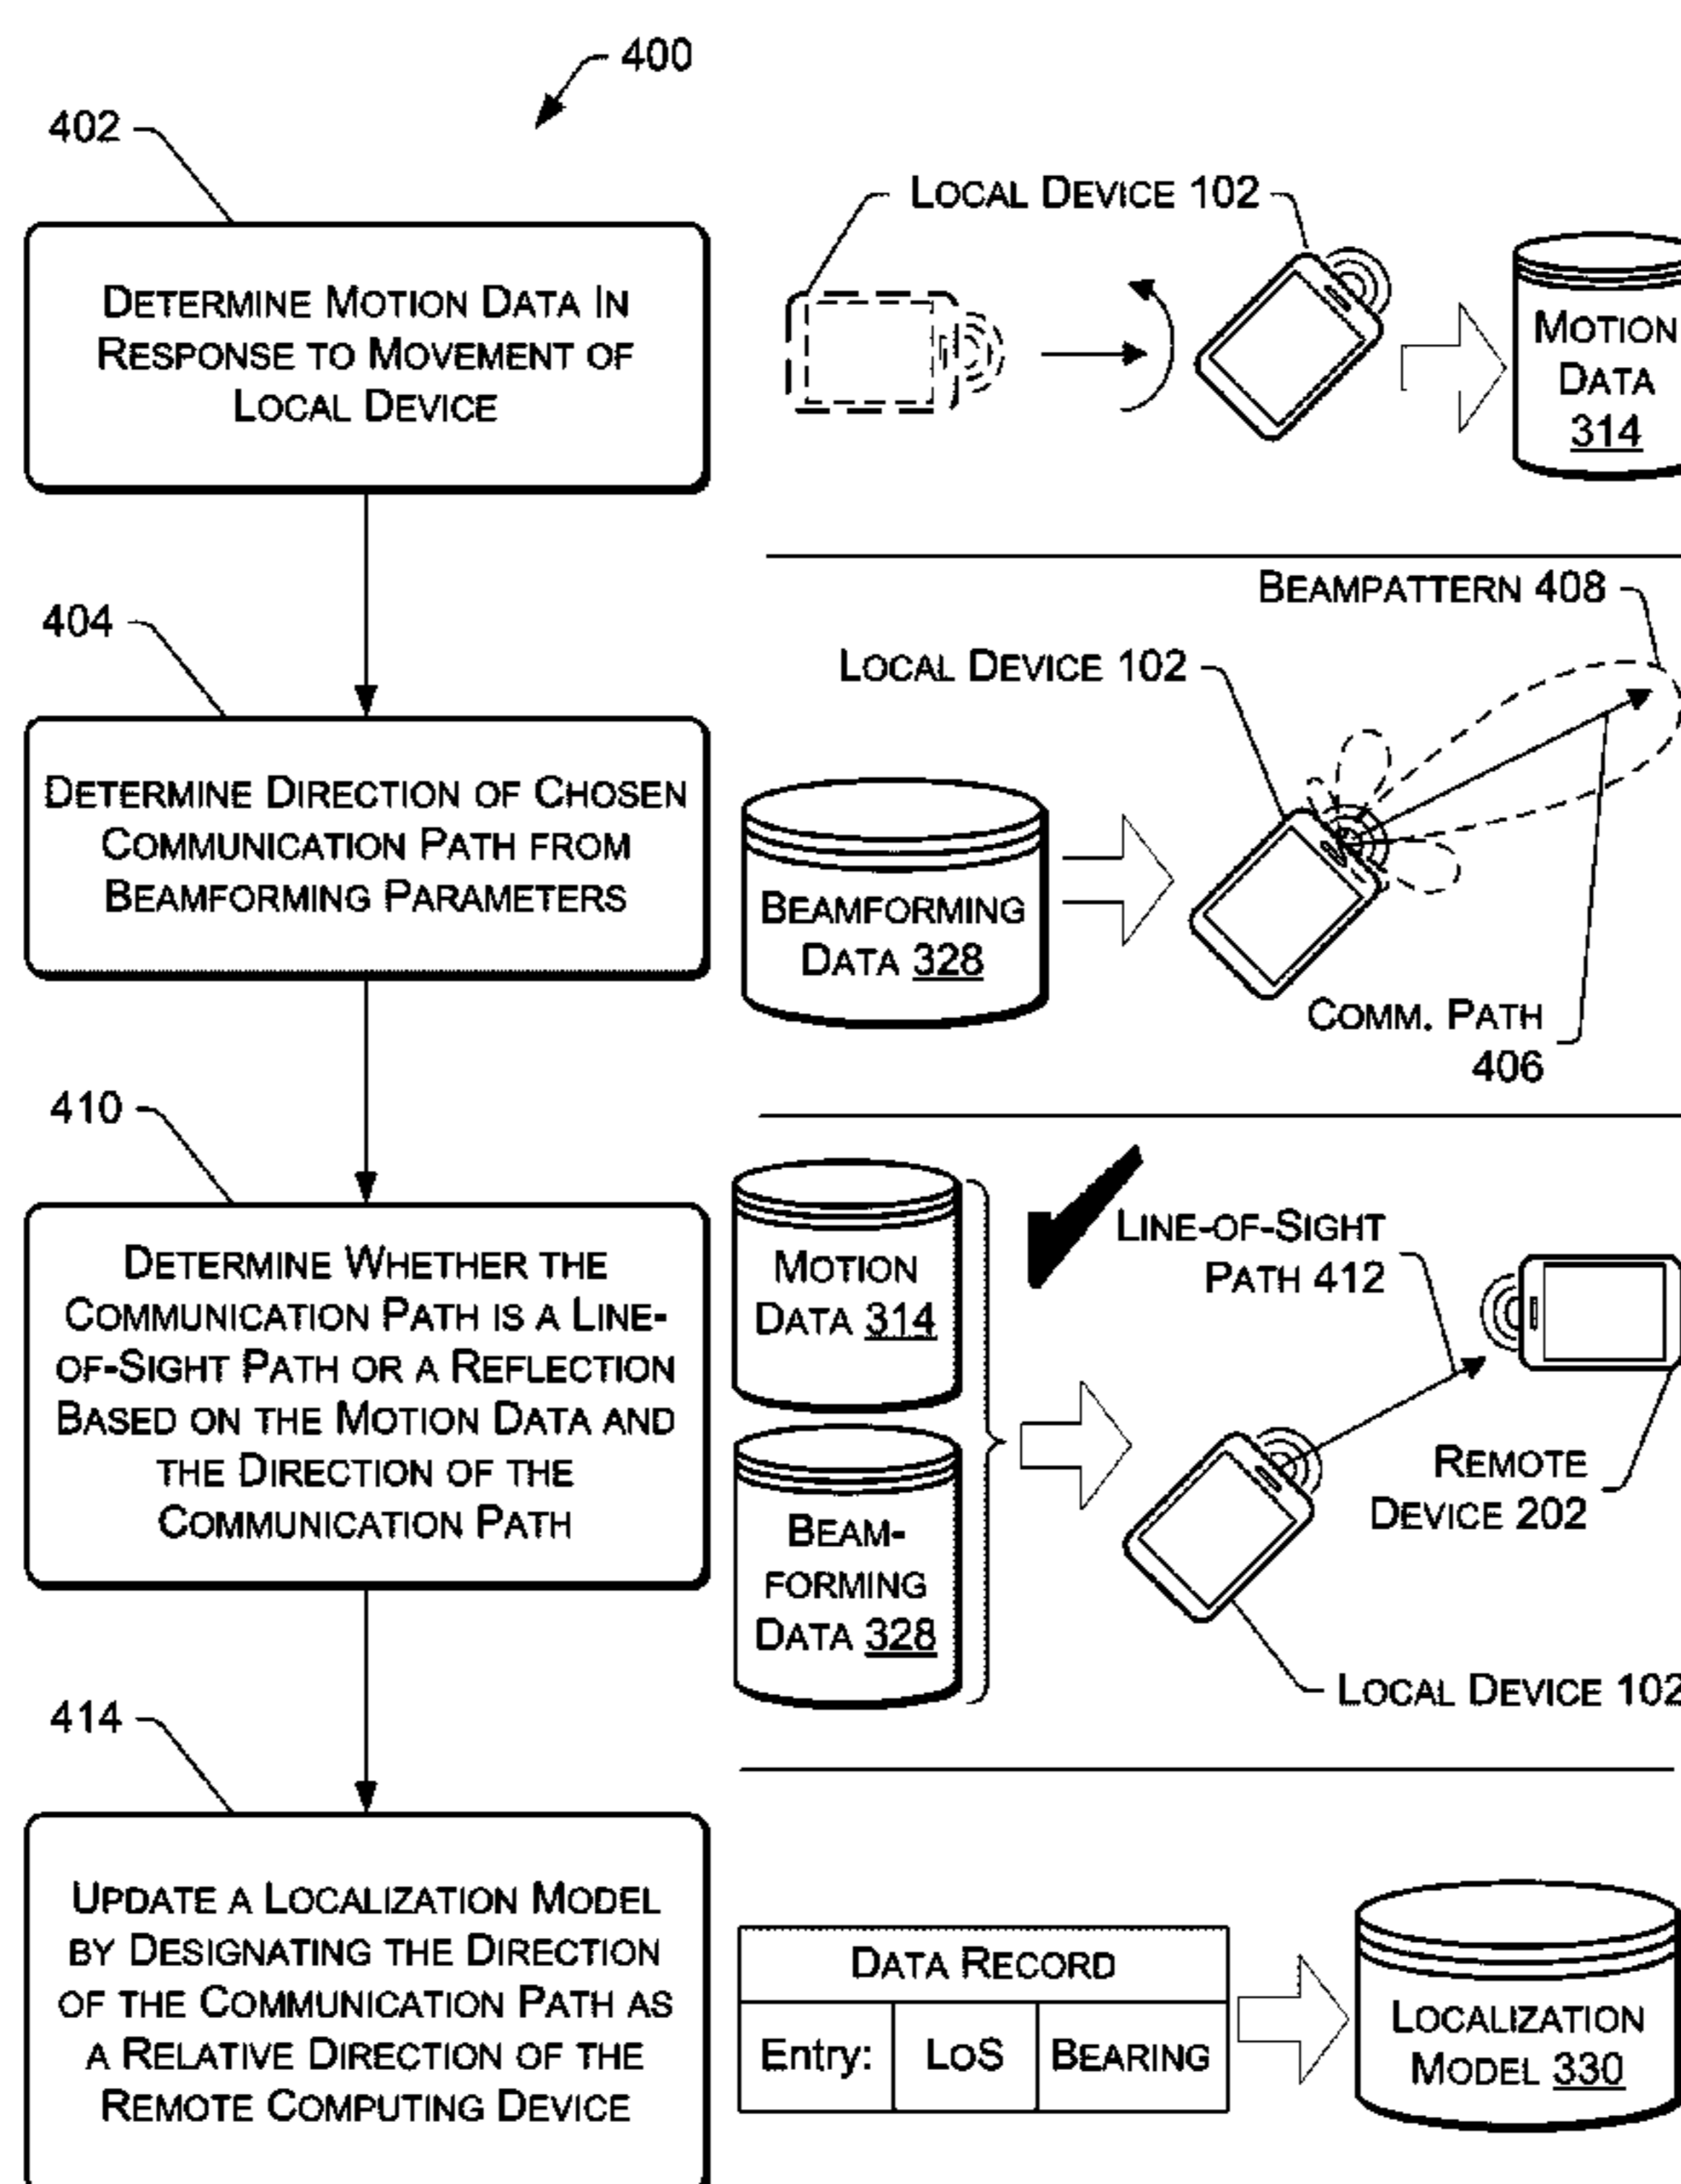 400
402
DETERMINE MOTION DATA IN
RESPONSE TO MOVEMENT OF
LOCAL DEVICE
LOCAL DEVICE 102
MOTION
DATA
314
404
DETERMINE DIRECTION OF CHOSEN
COMMUNICATION PATH FROM
BEAMFORMING PARAMETERS
BEAMPATTERN 408
LOCAL DEVICE 102
BEAMFORMING
DATA 328
COMM. PATH
406
410
DETERMINE WHETHER THE
COMMUNICATION PATH IS A LINE-
OF-SIGHT PATH OR A REFLECTION
BASED ON THE MOTION DATA AND
THE DIRECTION OF THE
COMMUNICATION PATH
MOTION
DATA 314
BEAM-
FORMING
DATA 328
LINE-OF-SIGHT
PATH 412
REMOTE
DEVICE 202
LOCAL DEVICE 102
414
UPDATE A LOCALIZATION MODEL
BY DESIGNATING THE DIRECTION
OF THE COMMUNICATION PATH AS
A RELATIVE DIRECTION OF THE
REMOTE COMPUTING DEVICE
DATA RECORD
Entry: LOS BEARING
LOCALIZATION
MODEL 330